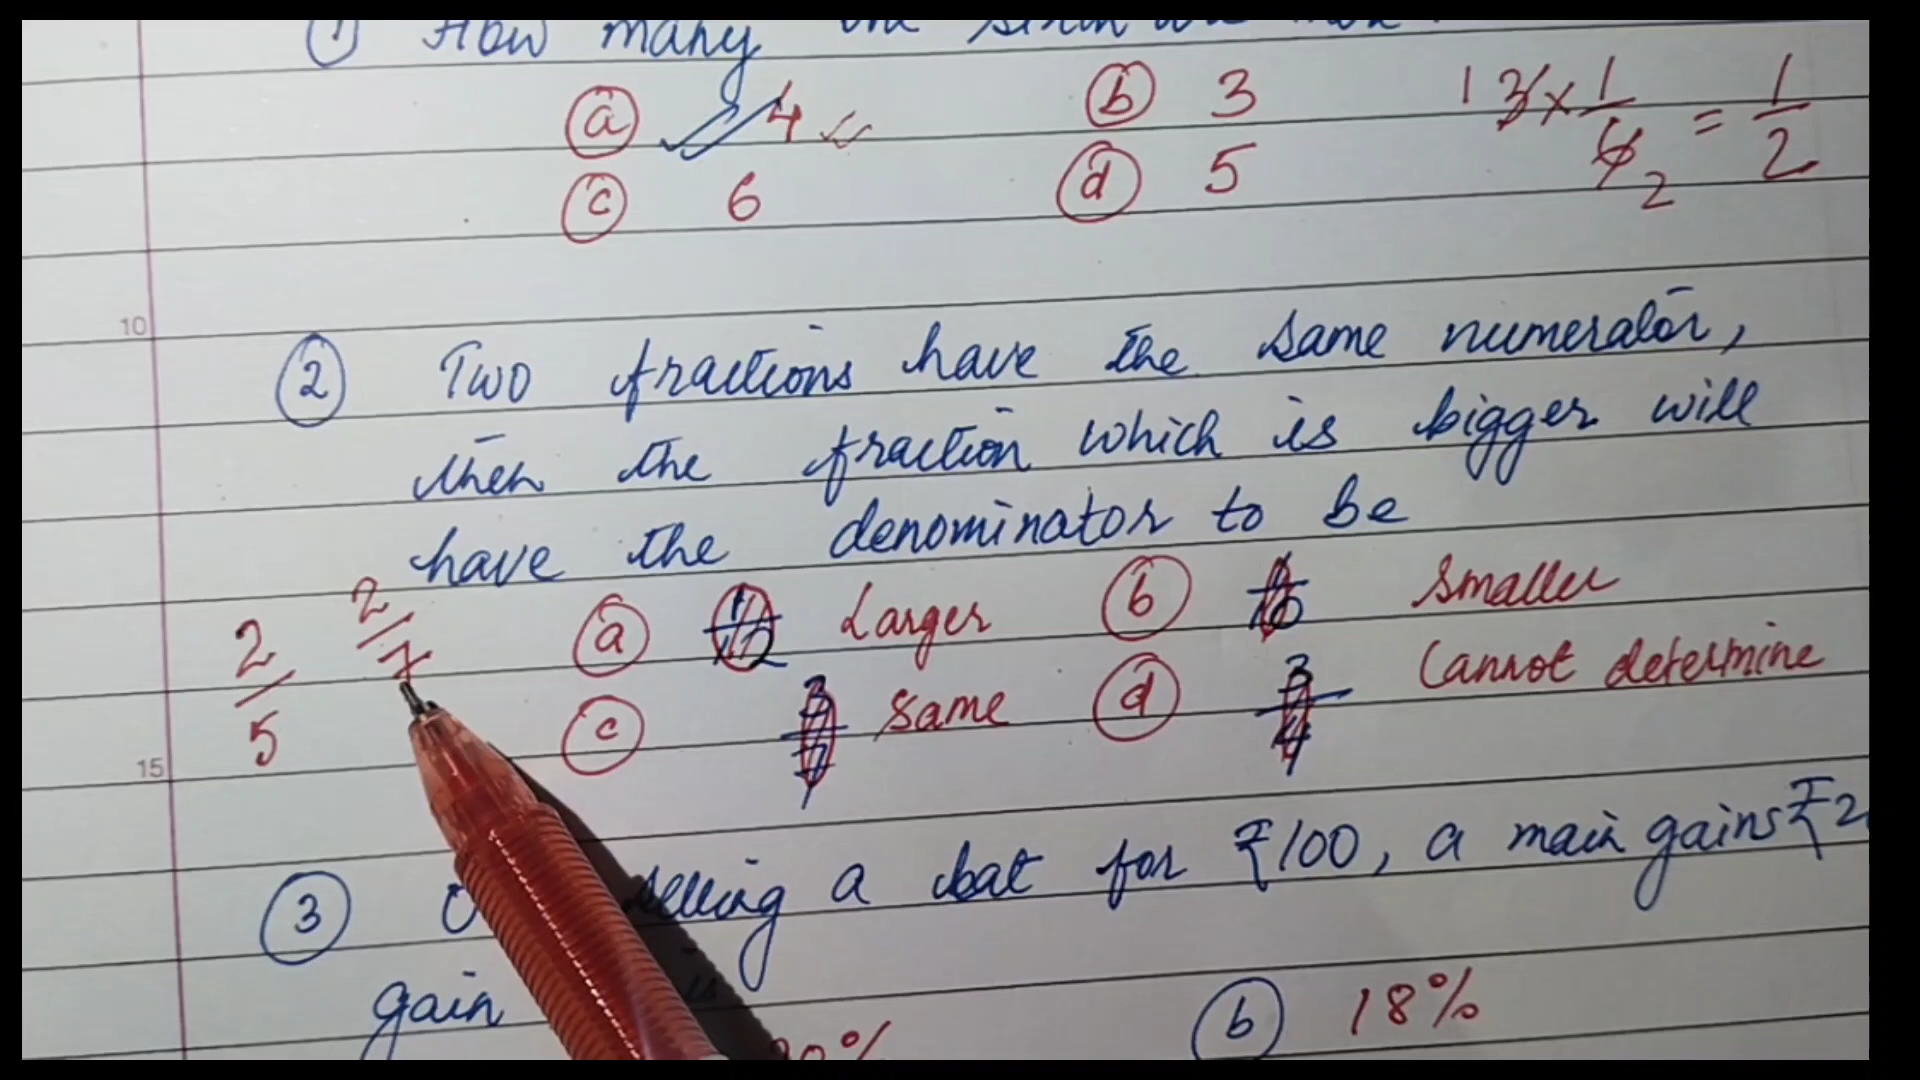 ① How many
ⓐ 4 ⓑ 3 1 3 × 1/6 2 = 1/2
ⓒ 6 ⓓ 5
10
② Two fractions have the same numerator,
then the fraction which is bigger will
have the denominator to be
2/5 2/7 ⓐ Larger ⓑ smaller
ⓒ same ⓓ Cannot determine
15
③ selling a bat for ₹100, a main gains ₹2
gain
ⓑ 18%